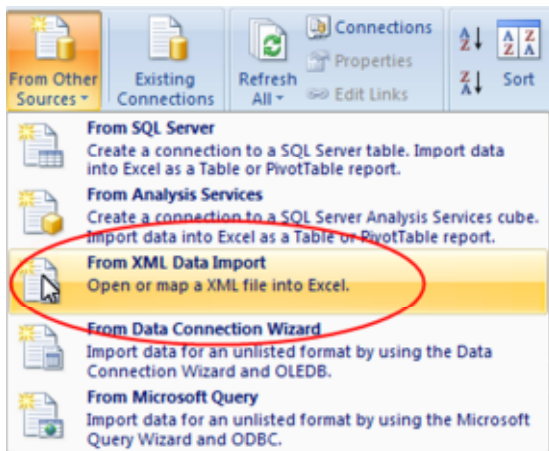 From Other Sources
Existing Connections
Refresh All
Connections
Properties
Edit Links
A Z
Z A
A Z
Z A
Sort
From SQL Server
Create a connection to a SQL Server table. Import data
into Excel as a Table or PivotTable report.
From Analysis Services
Create a connection to a SQL Server Analysis Services cube.
Import data into Excel as a Table or PivotTable report.
From XML Data Import
Open or map a XML file into Excel.
From Data Connection Wizard
Import data for an unlisted format by using the Data
Connection Wizard and OLEDB.
From Microsoft Query
Import data for an unlisted format by using the Microsoft
Query Wizard and ODBC.